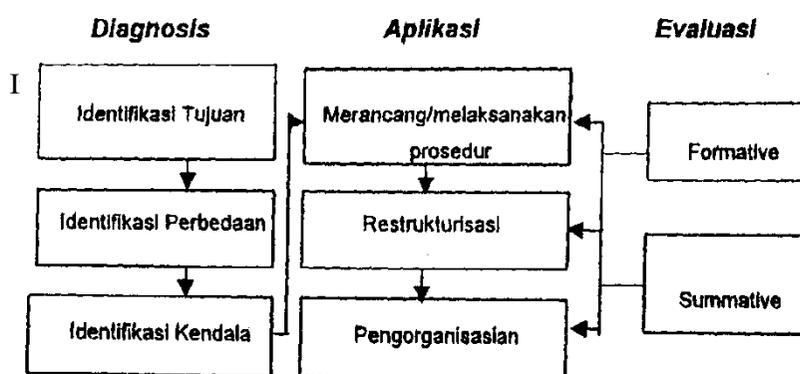 Diagnosis
Aplikasi
Evaluasi
I
Identifikasi Tujuan
Identifikasi Perbedaan
Identifikasi Kendala
Merancang/melaksanakan
prosedur
Restrukturisasi
Pengorganisasian
Formative
Summative